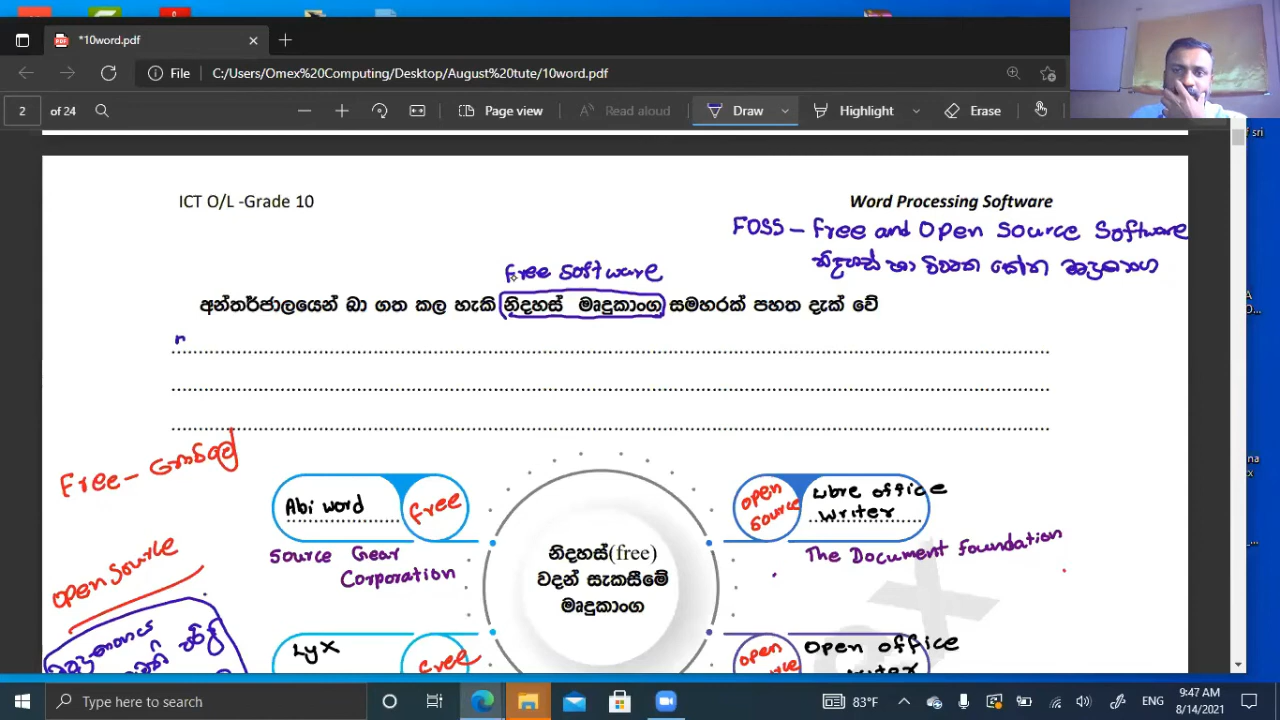 *10word.pdf
File
C:/Users/Omex%20Computing/Desktop/August%20tute/10word.pdf
2
of 24
Page view
Read aloud
Draw
Highlight
Erase
ICT O/L -Grade 10
Word Processing Software
FOSS - Free and Open Source Software
නිදහස් හා විවෘත
Free Software
අන්තර්ජාලයෙන් බා ගත කල හැකි නිදහස් මෘදුකාංග සමහරක් පහත දැක් වේ
Free -
Abi word
Free
Open Source
Libre office Writer
Source Gear Corporation
The Document Foundation
නිදහස්(free)
වදන් සැකසීමේ
මෘදුකාංග
Open Source
LyX
Free
Open Source
Open office
Type here to search
83°F
ENG
9:47 AM
8/14/2021